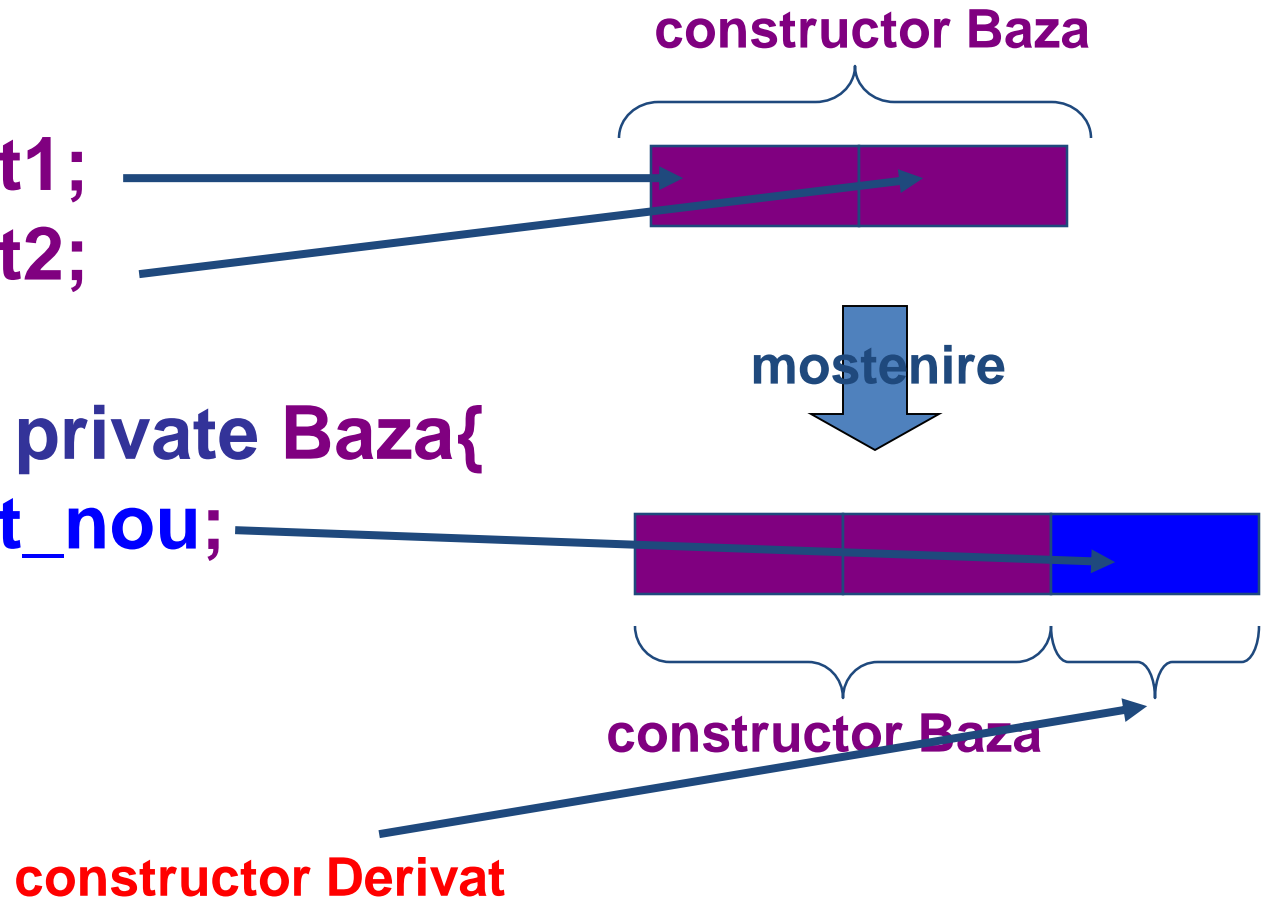 constructor Baza
t1;
t2;
mostenire
private Baza{
t_nou;
constructor Baza
constructor Derivat